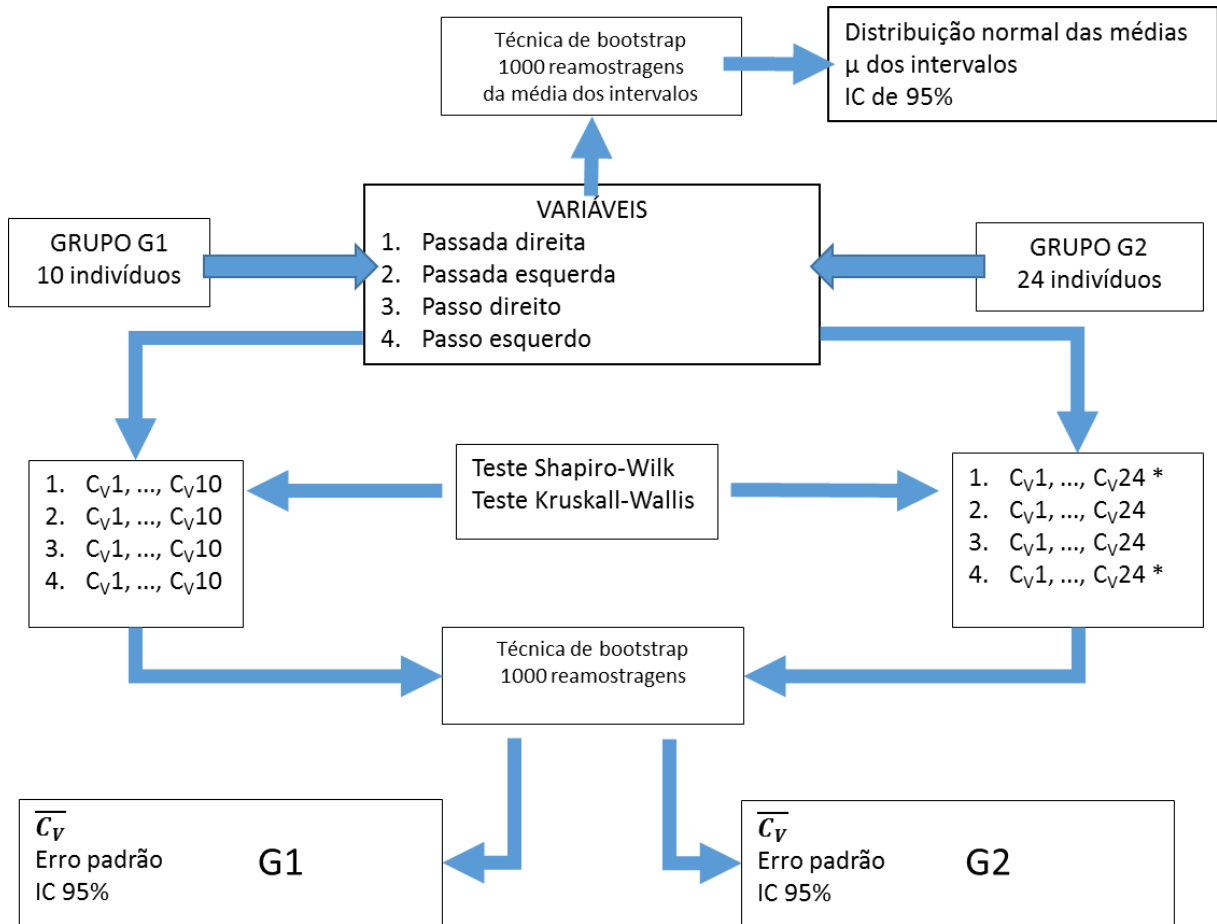 Técnica de bootstrap
1000 reamostragens
da média dos intervalos
Distribuição normal das médias
μ dos intervalos
IC de 95%
GRUPO G1
10 indivíduos
VARIÁVEIS
1. Passada direita
2. Passada esquerda
3. Passo direito
4. Passo esquerdo
GRUPO G2
24 indivíduos
1. Cv1, ..., Cv10
2. Cv1, ..., Cv10
3. Cv1, ..., Cv10
4. Cv1, ..., Cv10
Teste Shapiro-Wilk
Teste Kruskall-Wallis
1. Cv1, ..., Cv24 *
2. Cv1, ..., Cv24
3. Cv1, ..., Cv24
4. Cv1, ..., Cv24 *
Técnica de bootstrap
1000 reamostragens
C̅v̅
Erro padrão
IC 95%
G1
C̅v̅
Erro padrão
IC 95%
G2